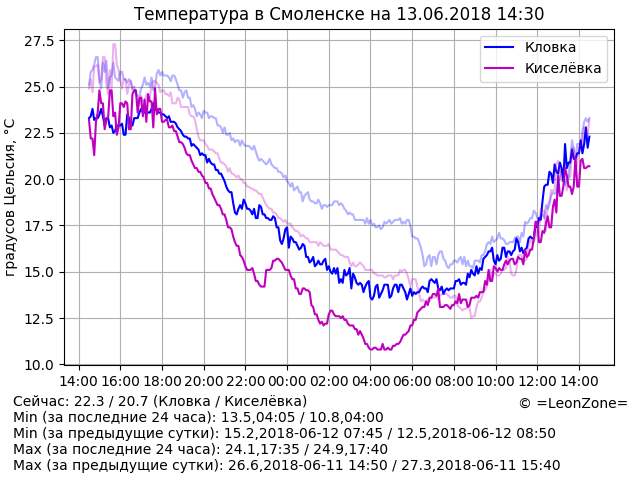 Температура в Смоленске на 13.06.2018 14:30
Кловка
Киселёвка
градусов Цельсия, °C
27.5
25.0
22.5
20.0
17.5
15.0
12.5
10.0
14:00 16:00 18:00 20:00 22:00 00:00 02:00 04:00 06:00 08:00 10:00 12:00 14:00
Сейчас: 22.3 / 20.7 (Кловка / Киселёвка)
© =LeonZone=
Min (за последние 24 часа): 13.5,04:05 / 10.8,04:00
Min (за предыдущие сутки): 15.2,2018-06-12 07:45 / 12.5,2018-06-12 08:50
Max (за последние 24 часа): 24.1,17:35 / 24.9,17:40
Max (за предыдущие сутки): 26.6,2018-06-11 14:50 / 27.3,2018-06-11 15:40